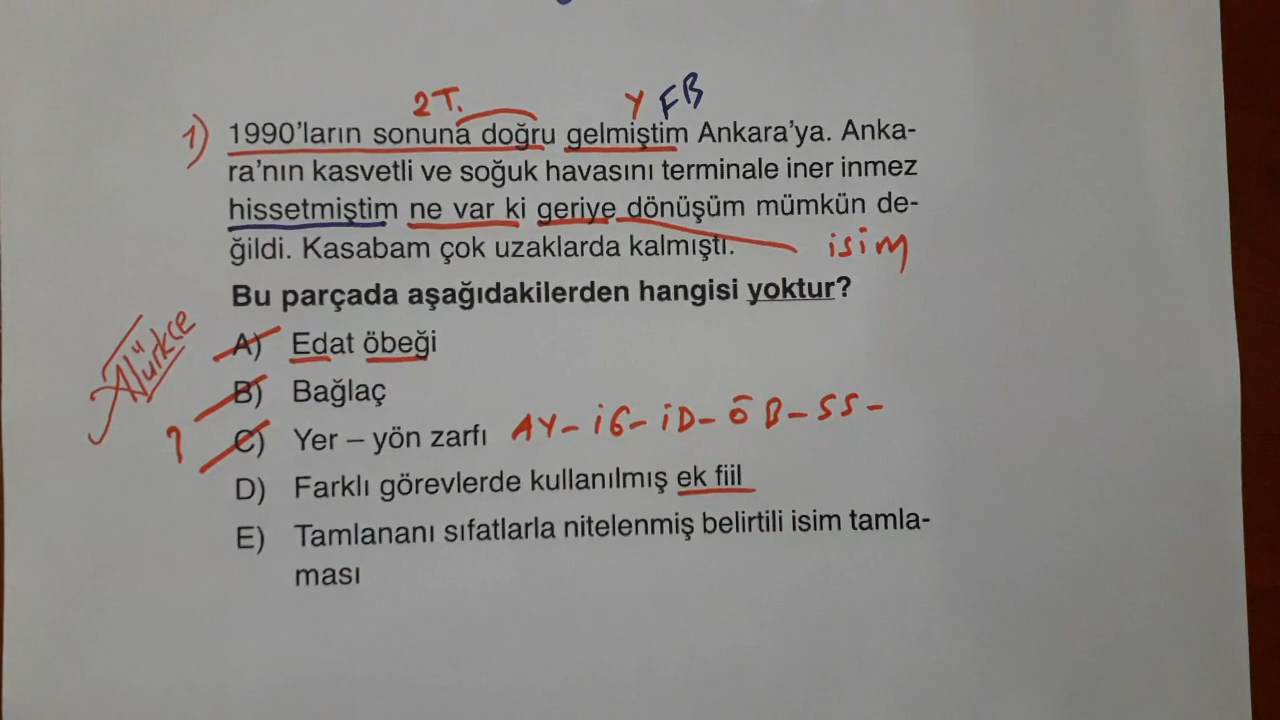 2T. Y FB
1) 1990'ların sonuna doğru gelmiştim Ankara'ya. Anka-
ra'nın kasvetli ve soğuk havasını terminale iner inmez
hissetmiştim ne var ki geriye dönüşüm mümkün de-
ğildi. Kasabam çok uzaklarda kalmıştı. isim
Bu parçada aşağıdakilerden hangisi yoktur?
A) Edat öbeği
B) Bağlaç
? C) Yer – yön zarfı AY- İG- İD- ÖB- SS-
D) Farklı görevlerde kullanılmış ek fiil
E) Tamlananı sıfatlarla nitelenmiş belirtili isim tamla-
ması